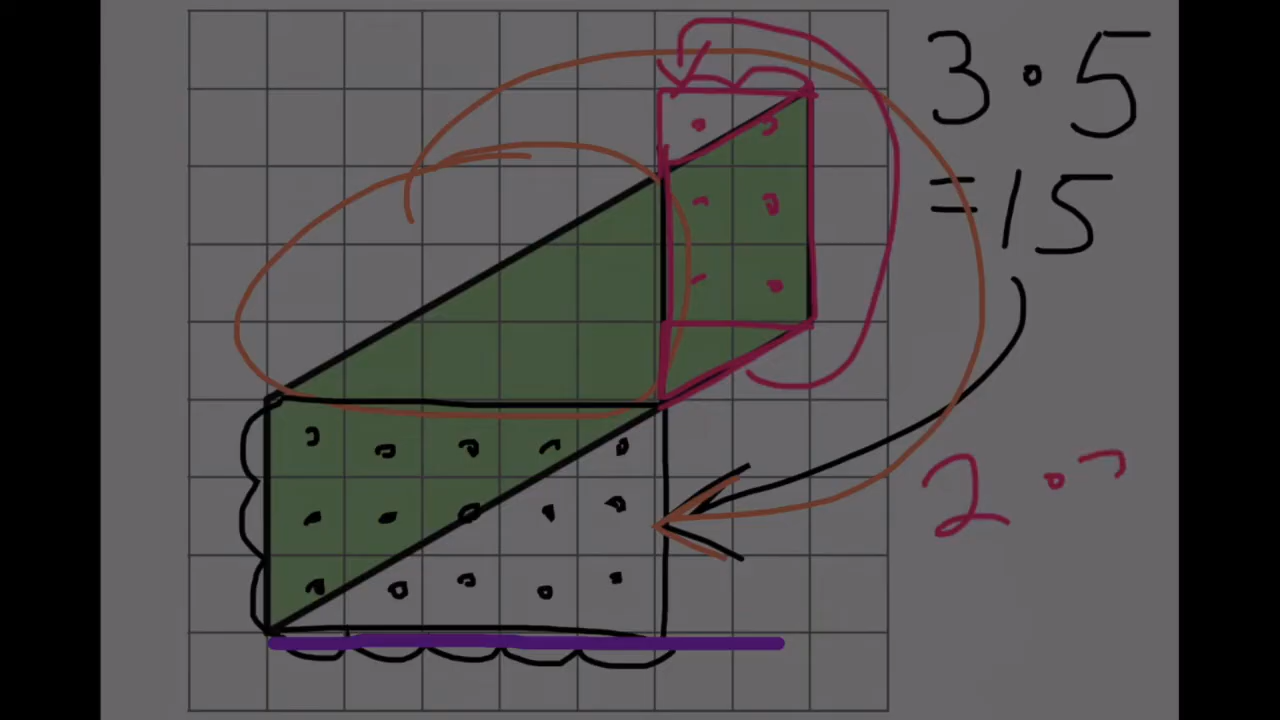 3 • 5
= 15
2 •